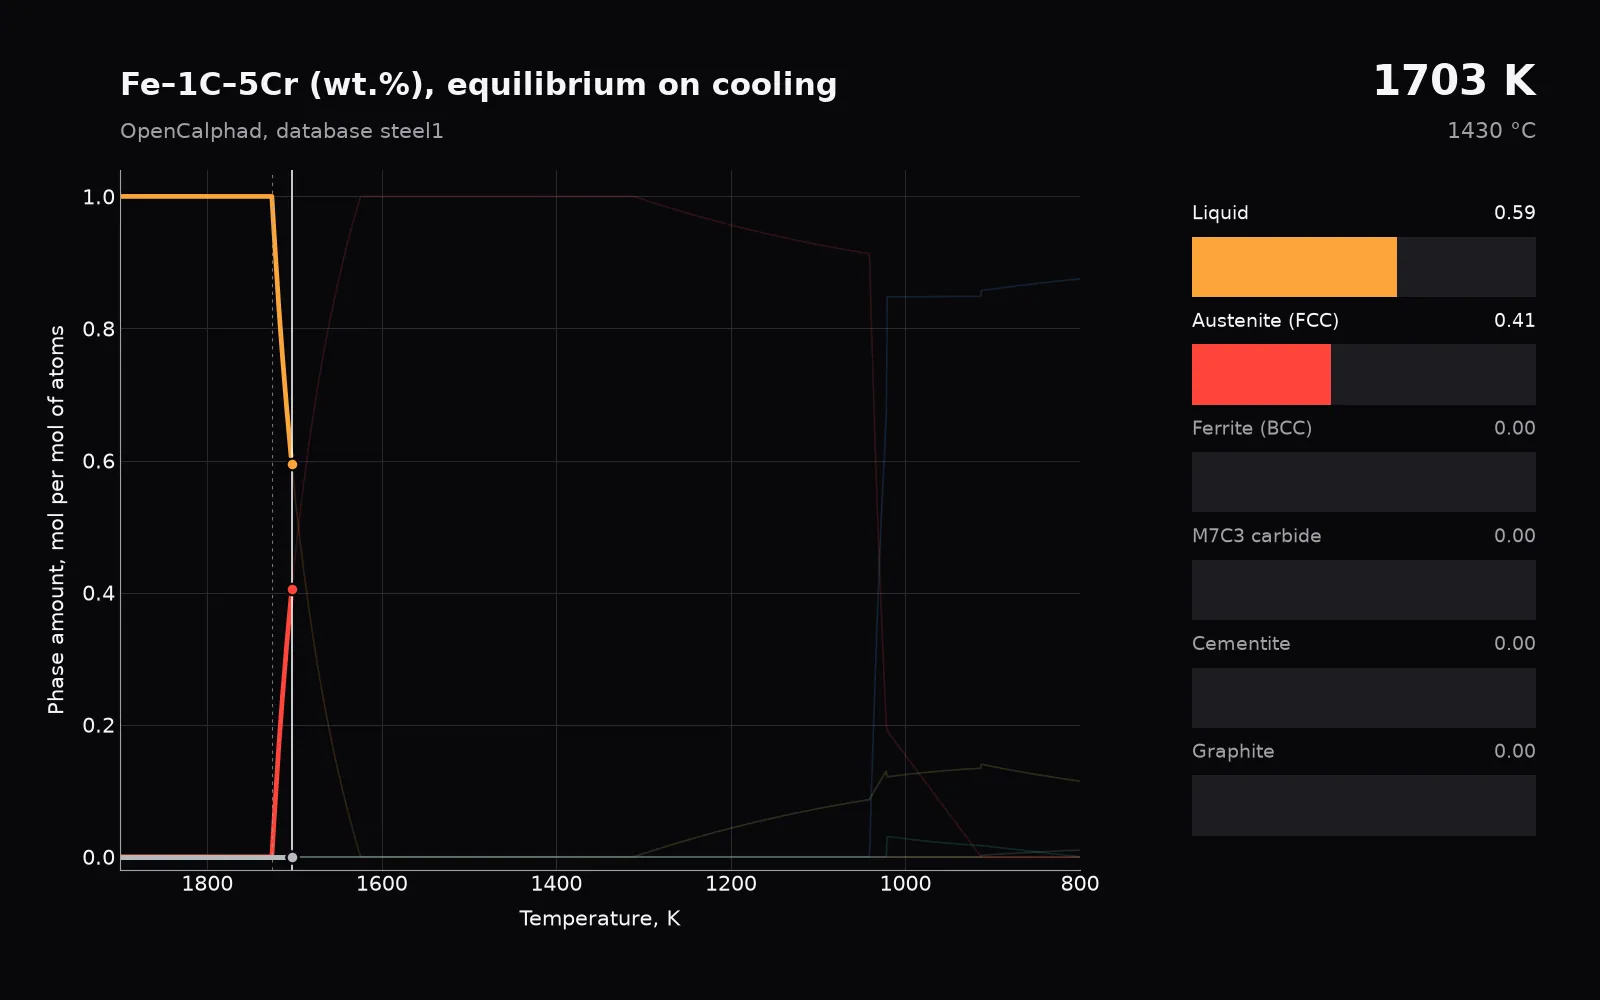 Fe–1C–5Cr (wt.%), equilibrium on cooling
OpenCalphad, database steel1
1703 K
1430 °C
Phase amount, mol per mol of atoms
1.0
0.8
0.6
0.4
0.2
0.0
1800 1600 1400 1200 1000 800
Temperature, K
Liquid 0.59
Austenite (FCC) 0.41
Ferrite (BCC) 0.00
M7C3 carbide 0.00
Cementite 0.00
Graphite 0.00